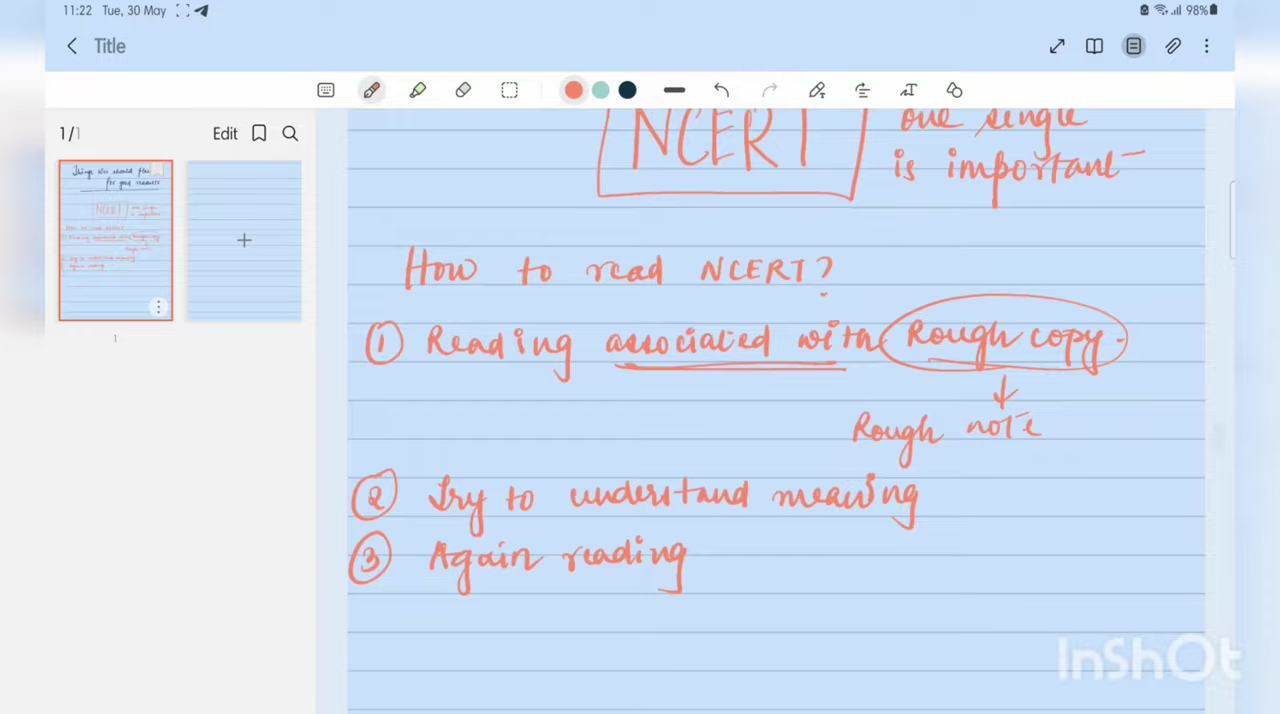 11:22 Tue, 30 May
98%
Title
1/1
Edit
NCERT
one single
is important
How to read NCERT?
① Reading associated with Rough copy.
Rough note
② Try to understand meaning
③ Again reading
1
InShOt